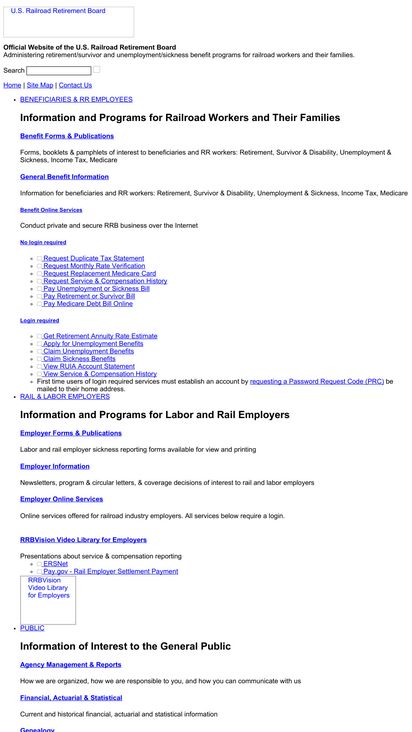 U.S. Railroad Retirement Board
Official Website of the U.S. Railroad Retirement Board
Administering retirement/survivor and unemployment/sickness benefit programs for railroad workers and their families.
Search
Home | Site Map | Contact Us
BENEFICIARIES & RR EMPLOYEES
Information and Programs for Railroad Workers and Their Families
Benefit Forms & Publications
Forms, booklets & pamphlets of interest to beneficiaries and RR workers: Retirement, Survivor & Disability, Unemployment &
Sickness, Income Tax, Medicare
General Benefit Information
Information for beneficiaries and RR workers: Retirement, Survivor & Disability, Unemployment & Sickness, Income Tax, Medicare
Benefit Online Services
Conduct private and secure RRB business over the Internet
No login required
Request Duplicate Tax Statement
Request Monthly Rate Verification
Request Replacement Medicare Card
Request Service & Compensation History
Pay Unemployment or Sickness Bill
Pay Retirement or Survivor Bill
Pay Medicare Debt Bill Online
Login required
Get Retirement Annuity Rate Estimate
Apply for Unemployment Benefits
Claim Unemployment Benefits
Claim Sickness Benefits
View RUIA Account Statement
View Service & Compensation History
First time users of login required services must establish an account by requesting a Password Request Code (PRC) be
mailed to their home address.
RAIL & LABOR EMPLOYERS
Information and Programs for Labor and Rail Employers
Employer Forms & Publications
Labor and rail employer sickness reporting forms available for view and printing
Employer Information
Newsletters, program & circular letters, & coverage decisions of interest to rail and labor employers
Employer Online Services
Online services offered for railroad industry employers. All services below require a login.
RRBVision Video Library for Employers
Presentations about service & compensation reporting
ERSNet
Pay.gov - Rail Employer Settlement Payment
RRBVision
Video Library
for Employers
PUBLIC
Information of Interest to the General Public
Agency Management & Reports
How we are organized, how we are responsible to you, and how you can communicate with us
Financial, Actuarial & Statistical
Current and historical financial, actuarial and statistical information
Genealogy